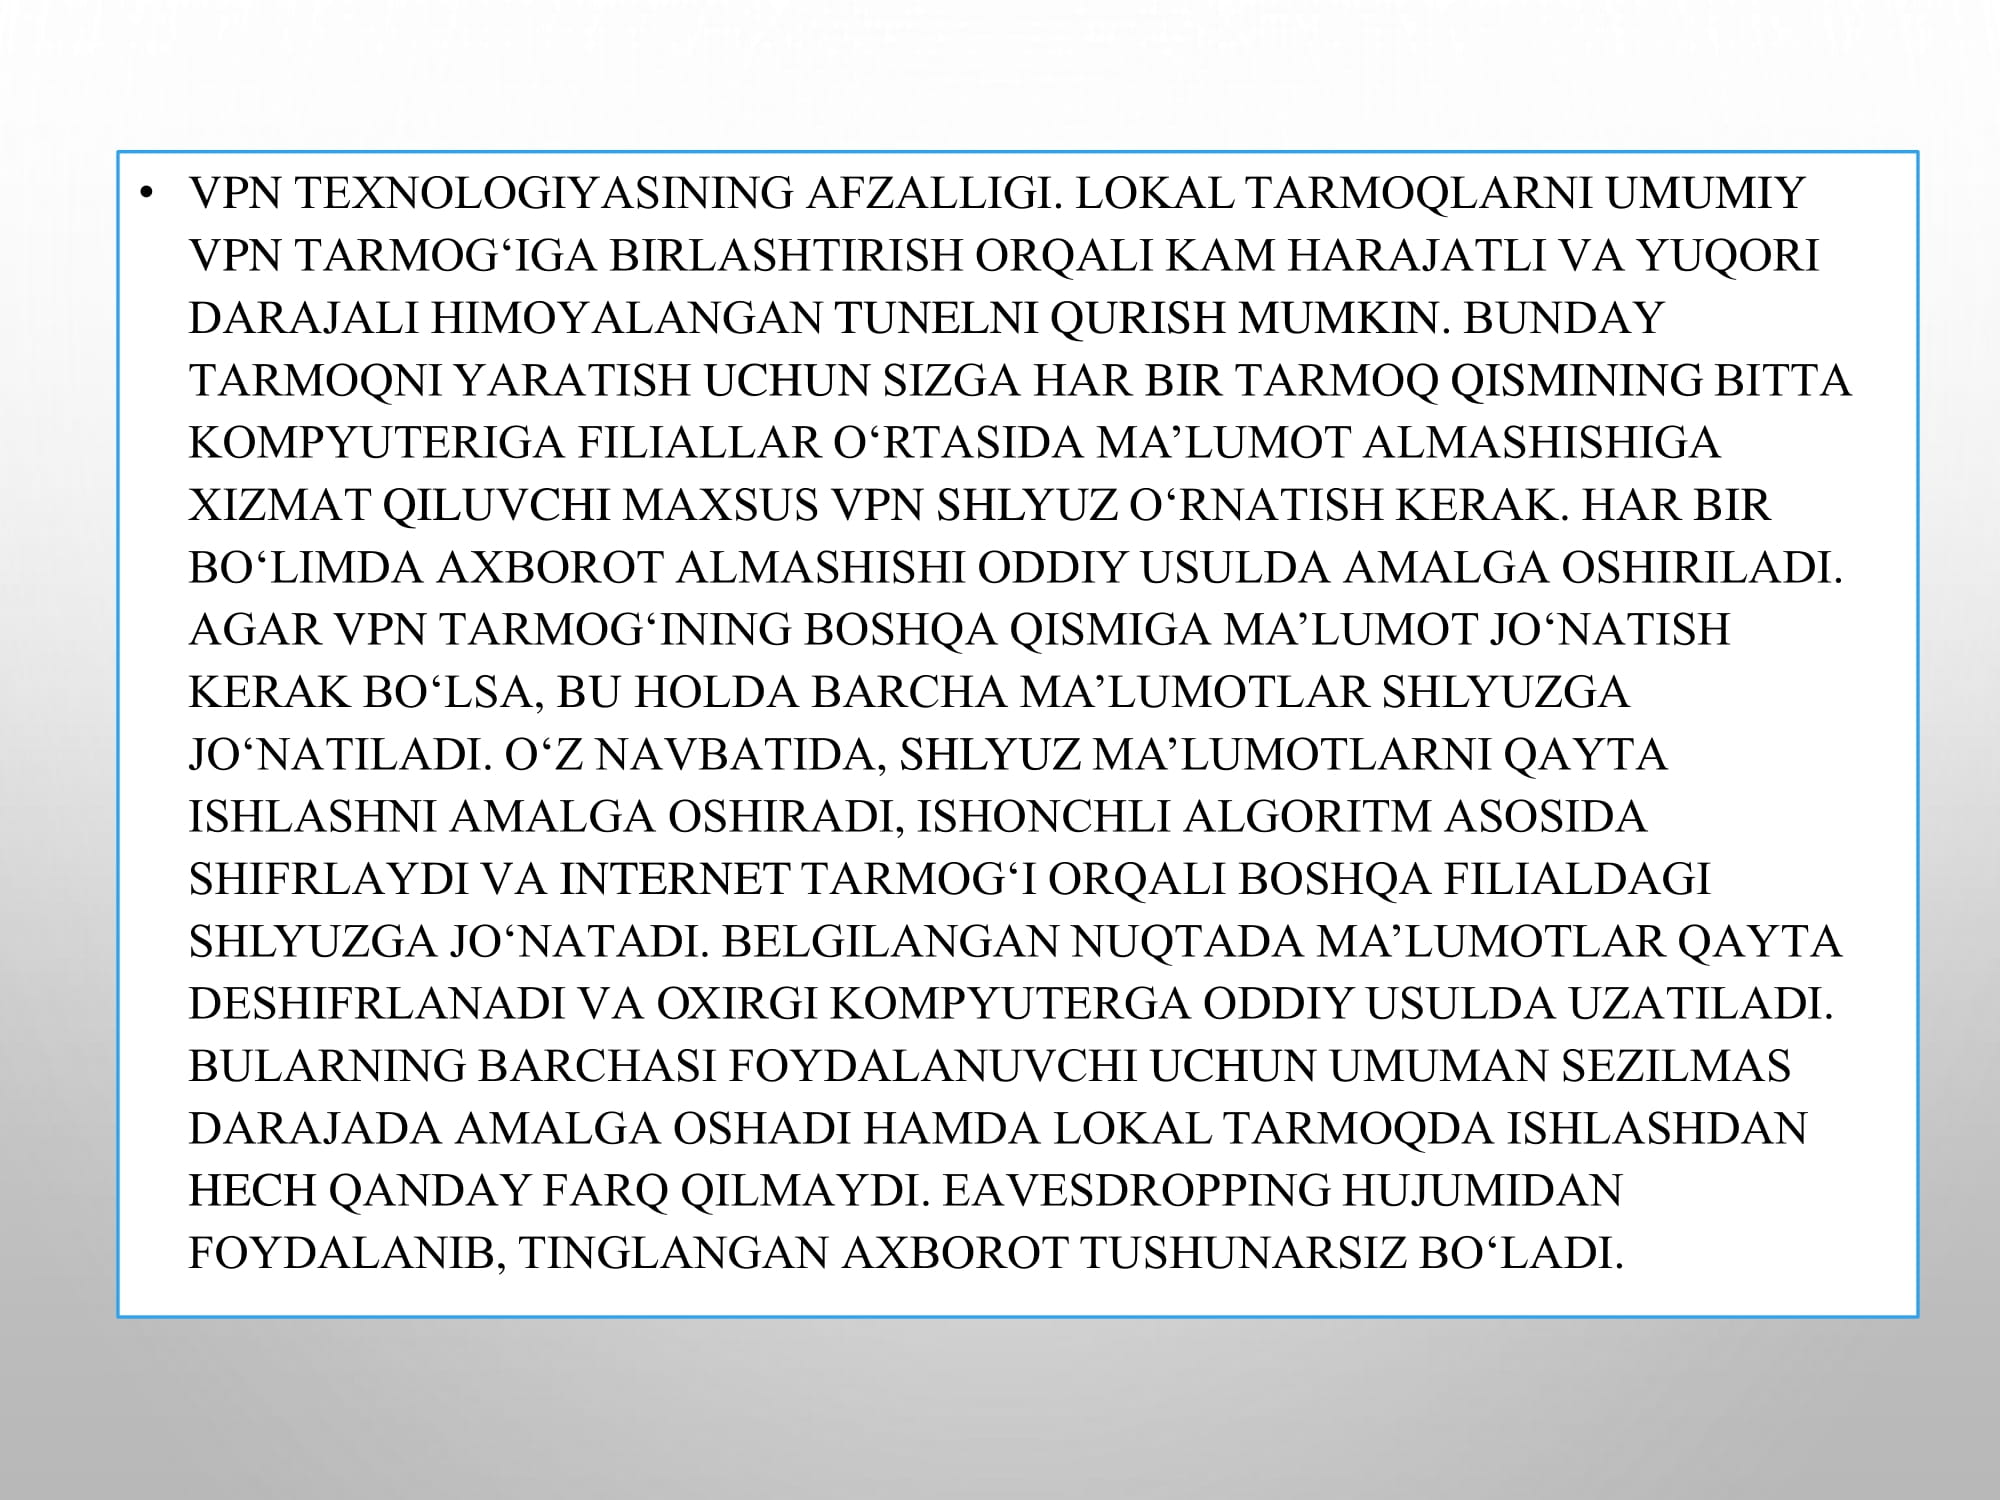 • VPN TEXNOLOGIYASINING AFZALLIGI. LOKAL TARMOQLARNI UMUMIY
VPN TARMOG‘IGA BIRLASHTIRISH ORQALI KAM HARAJATLI VA YUQORI
DARAJALI HIMOYALANGAN TUNELNI QURISH MUMKIN. BUNDAY
TARMOQNI YARATISH UCHUN SIZGA HAR BIR TARMOQ QISMINING BITTA
KOMPYUTERIGA FILIALLAR O‘RTASIDA MA’LUMOT ALMASHISHIGA
XIZMAT QILUVCHI MAXSUS VPN SHLYUZ O‘RNATISH KERAK. HAR BIR
BO‘LIMDA AXBOROT ALMASHISHI ODDIY USULDA AMALGA OSHIRILADI.
AGAR VPN TARMOG‘INING BOSHQA QISMIGA MA’LUMOT JO‘NATISH
KERAK BO‘LSA, BU HOLDA BARCHA MA’LUMOTLAR SHLYUZGA
JO‘NATILADI. O‘Z NAVBATIDA, SHLYUZ MA’LUMOTLARNI QAYTA
ISHLASHNI AMALGA OSHIRADI, ISHONCHLI ALGORITM ASOSIDA
SHIFRLAYDI VA INTERNET TARMOG‘I ORQALI BOSHQA FILIALDAGI
SHLYUZGA JO‘NATADI. BELGILANGAN NUQTADA MA’LUMOTLAR QAYTA
DESHIFRLANADI VA OXIRGI KOMPYUTERGA ODDIY USULDA UZATILADI.
BULARNING BARCHASI FOYDALANUVCHI UCHUN UMUMAN SEZILMAS
DARAJADA AMALGA OSHADI HAMDA LOKAL TARMOQDA ISHLASHDAN
HECH QANDAY FARQ QILMAYDI. EAVESDROPPING HUJUMIDAN
FOYDALANIB, TINGLANGAN AXBOROT TUSHUNARSIZ BO‘LADI.